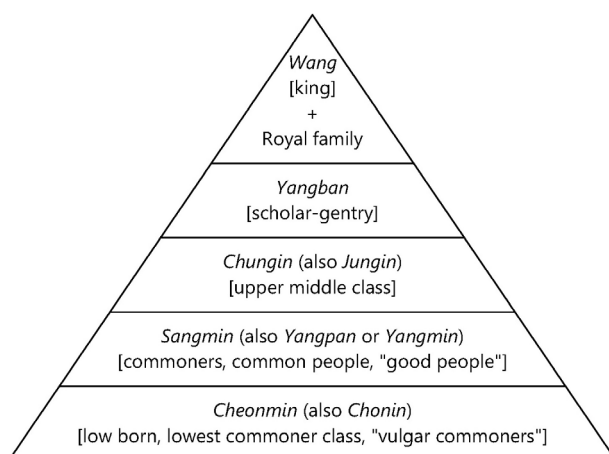 Wang
[king]
+
Royal family
Yangban
[scholar-gentry]
Chungin (also Jungin)
[upper middle class]
Sangmin (also Yangpan or Yangmin)
[commoners, common people, "good people"]
Cheonmin (also Chonin)
[low born, lowest commoner class, "vulgar commoners"]